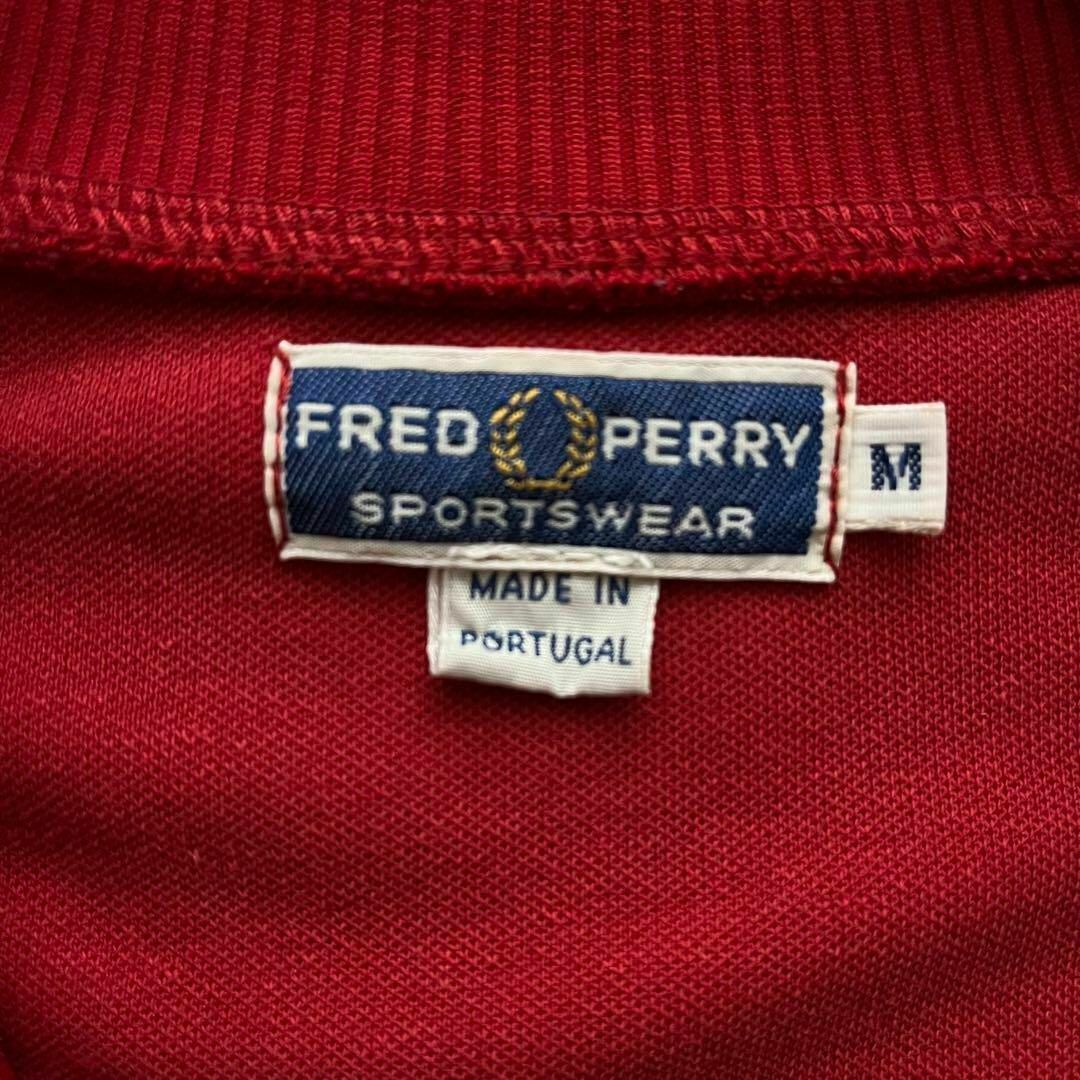 FRED PERRY
SPORTSWEAR
M
MADE IN
PORTUGAL